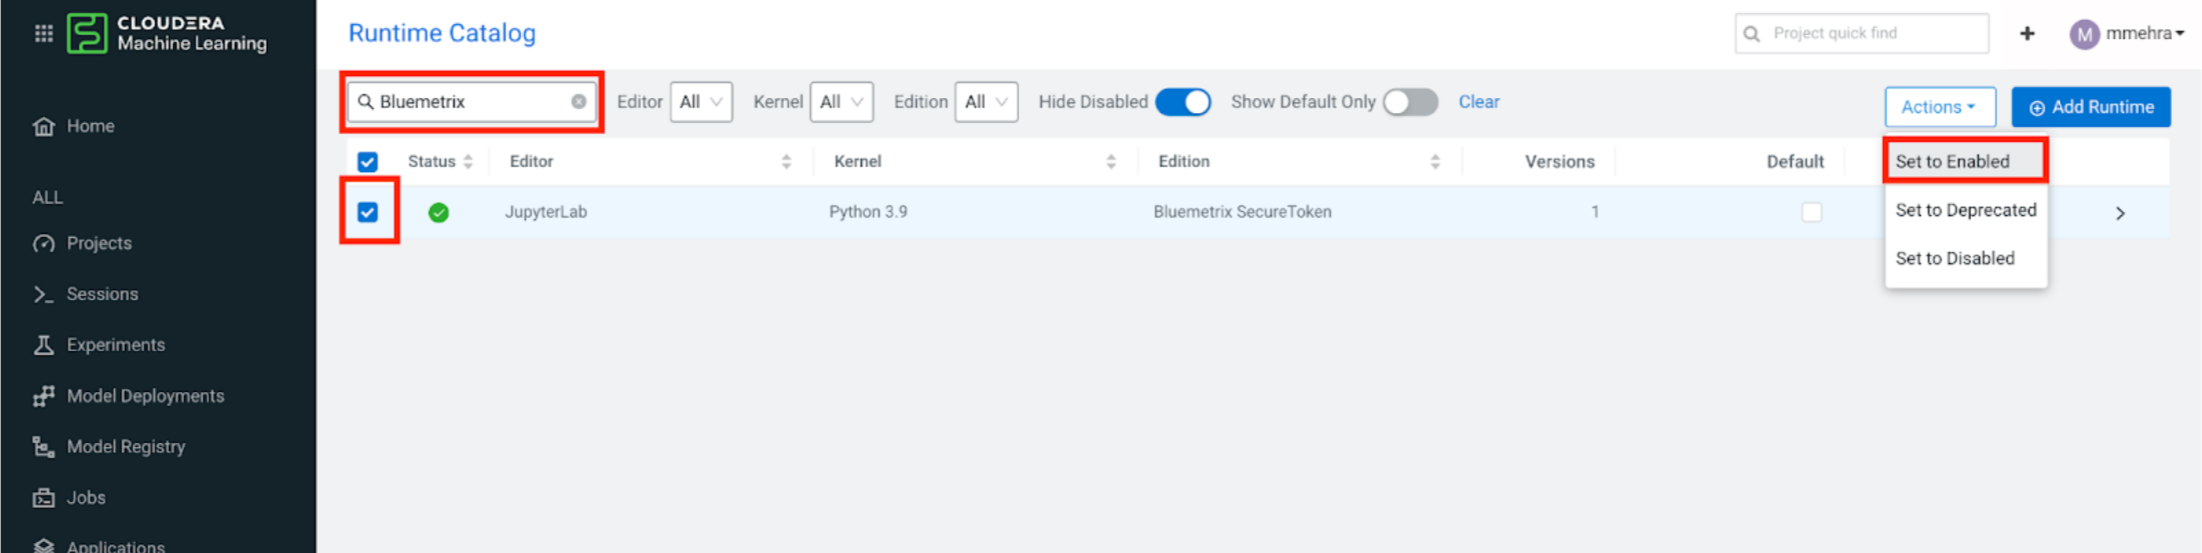 CLOUDERA
Machine Learning
Runtime Catalog
Project quick find
M
mmehra
Bluemetrix
Editor All Kernel All Edition All Hide Disabled Show Default Only Clear
Actions
Add Runtime
Home
Status Editor Kernel Edition Versions Default
Set to Enabled
ALL
JupyterLab Python 3.9 Bluemetrix SecureToken 1
Set to Deprecated
Projects
Set to Disabled
Sessions
Experiments
Model Deployments
Model Registry
Jobs
Applications